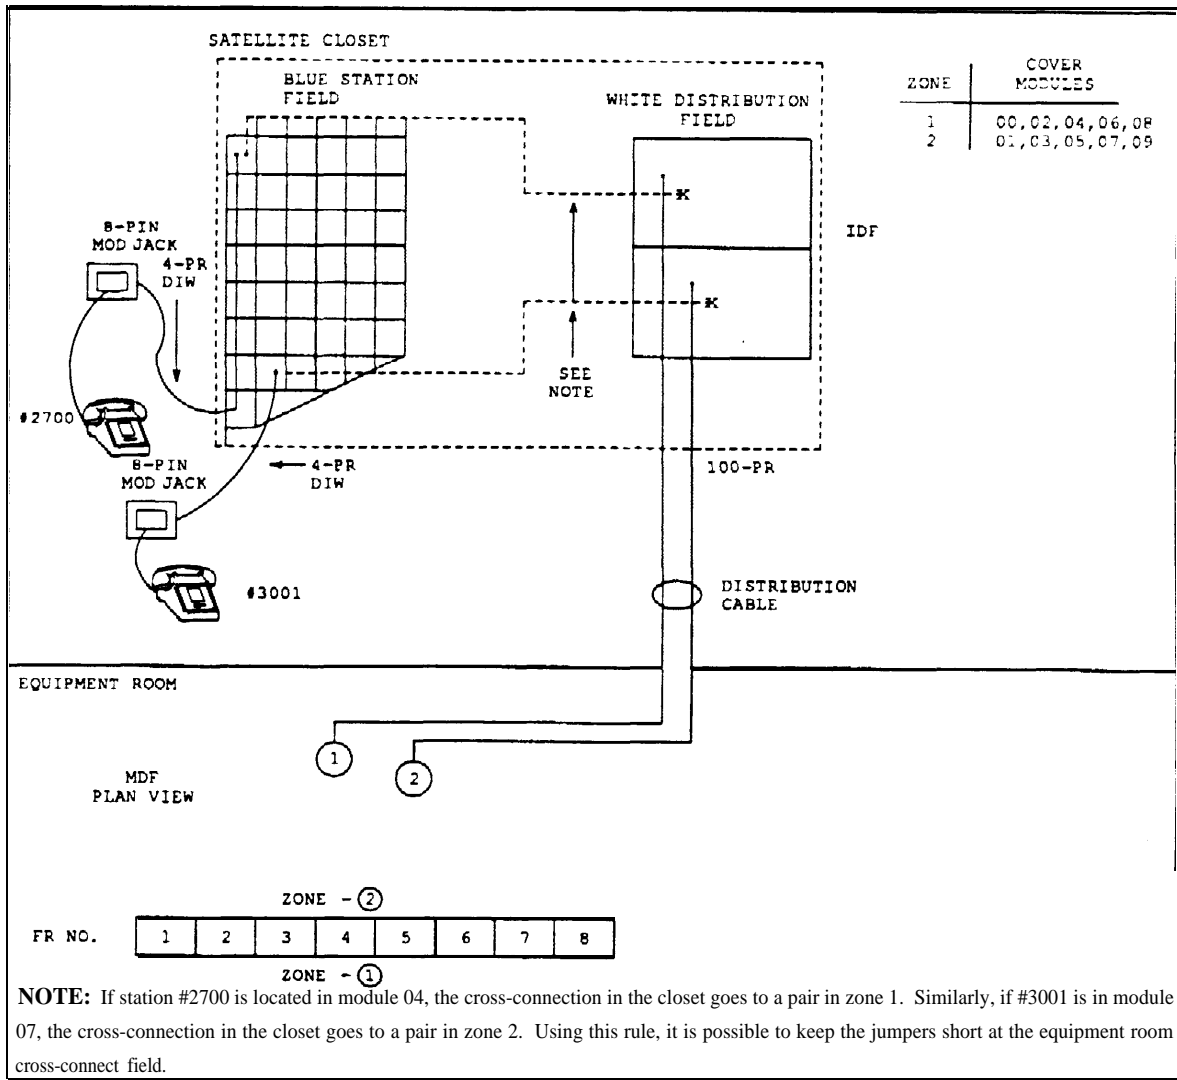 SATELLITE CLOSET
BLUE STATION
FIELD
WHITE DISTRIBUTION
FIELD
ZONE
COVER
MODULES
1 00,02,04,06,08
2 01,03,05,07,09
IDF
8-PIN
MOD JACK
4-PR
DIW
SEE
NOTE
#2700
8-PIN
MOD JACK
4-PR
DIW
100-PR
#3001
DISTRIBUTION
CABLE
EQUIPMENT ROOM
1
2
MDF
PLAN VIEW
ZONE - 2
FR NO. 1 2 3 4 5 6 7 8
ZONE - 1
NOTE: If station #2700 is located in module 04, the cross-connection in the closet goes to a pair in zone 1. Similarly, if #3001 is in module
07, the cross-connection in the closet goes to a pair in zone 2. Using this rule, it is possible to keep the jumpers short at the equipment room
cross-connect field.